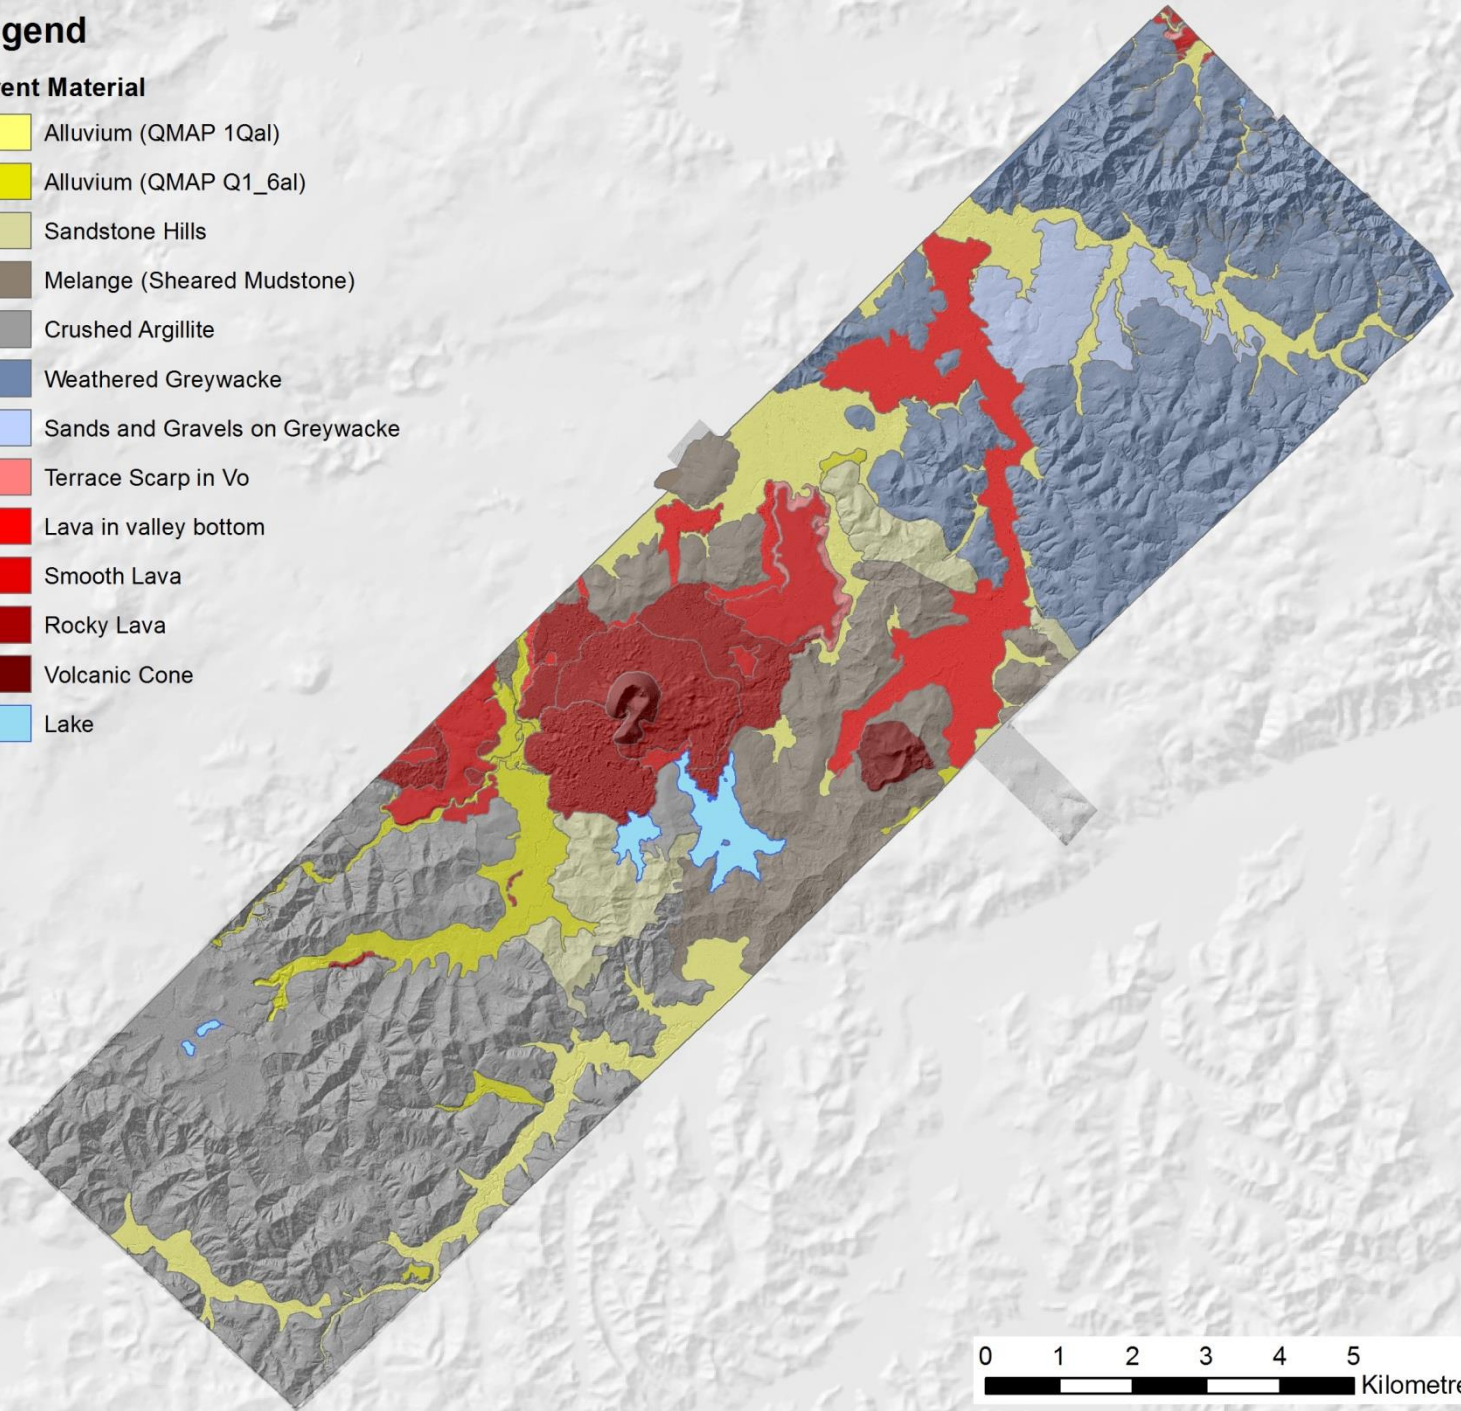 gend
ent Material
Alluvium (QMAP 1Qal)
Alluvium (QMAP Q1_6al)
Sandstone Hills
Melange (Sheared Mudstone)
Crushed Argillite
Weathered Greywacke
Sands and Gravels on Greywacke
Terrace Scarp in Vo
Lava in valley bottom
Smooth Lava
Rocky Lava
Volcanic Cone
Lake
0 1 2 3 4 5
Kilometre